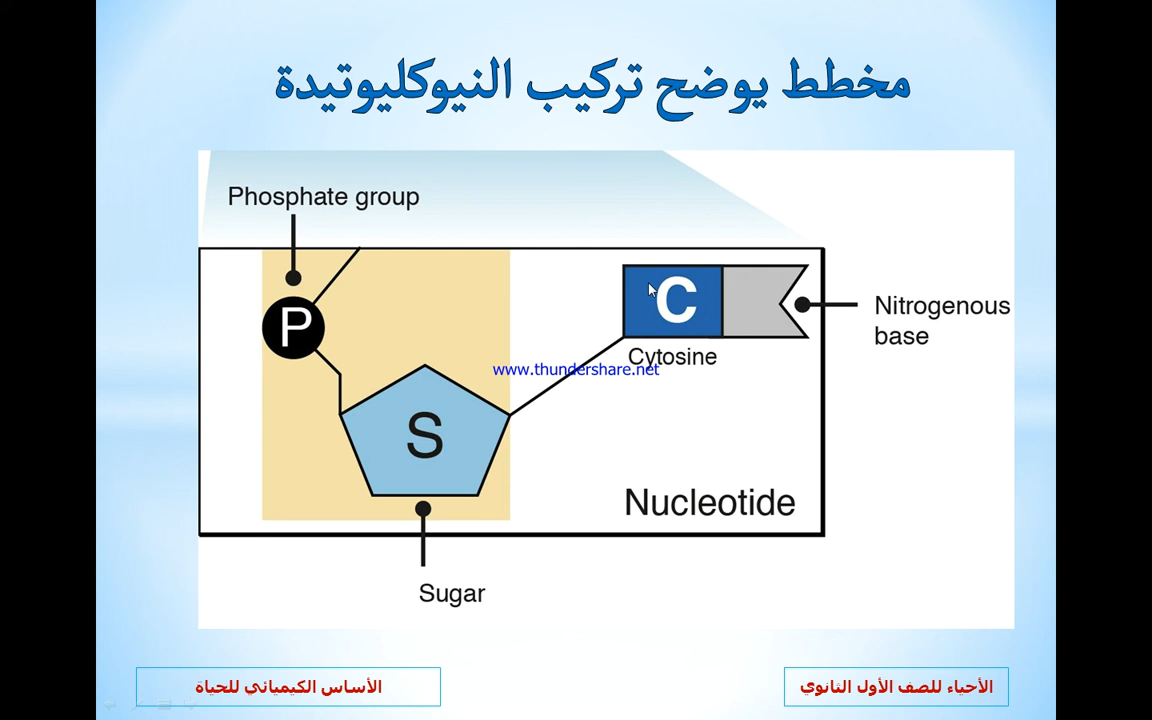 مخطط يوضح تركيب النيوكليوتيدة
Phosphate group
P
C
Nitrogenous
base
Cytosine
www.thundershare.net
S
Nucleotide
Sugar
الأحياء للصف الأول الثانوي
الأساس الكيميائي للحياة